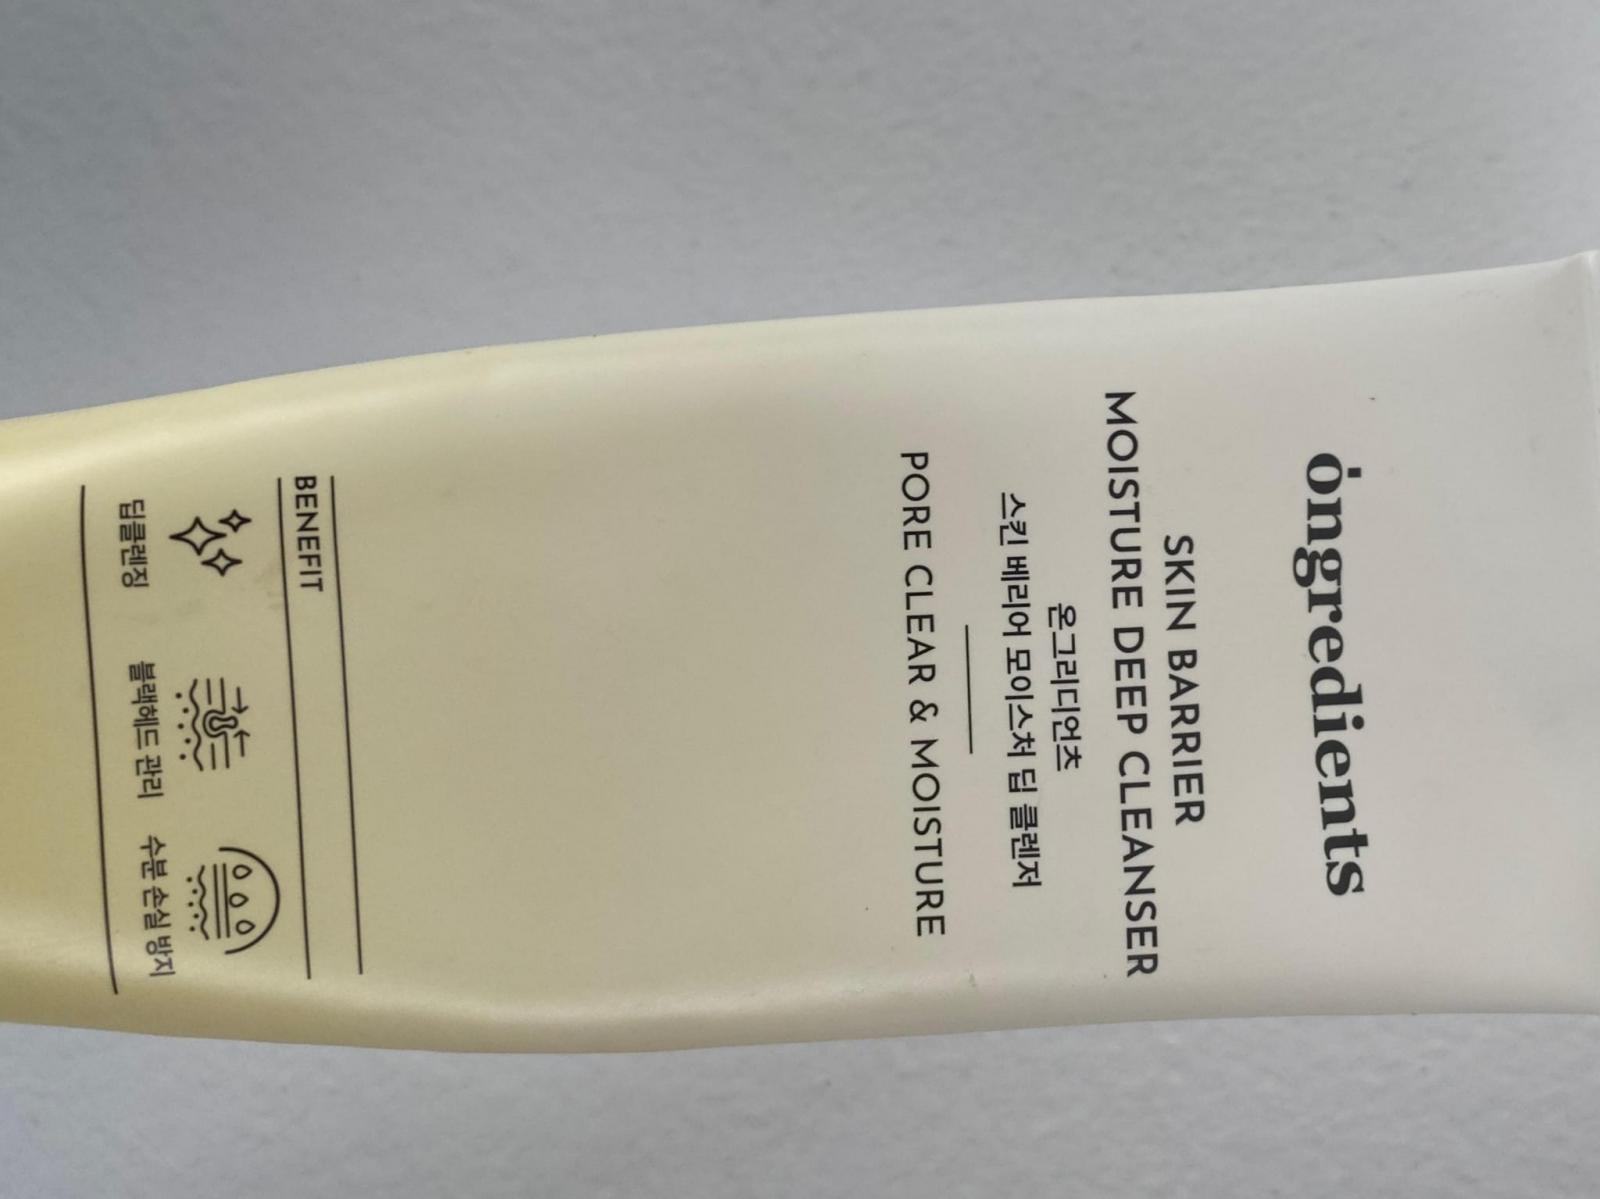 ȯngredients
SKIN BARRIER
MOISTURE DEEP CLEANSER
온그리디언츠
스킨 베리어 모이스처 딥 클렌저
PORE CLEAR & MOISTURE
BENEFIT
딥클렌징
블랙헤드 관리
수분 손실 방지